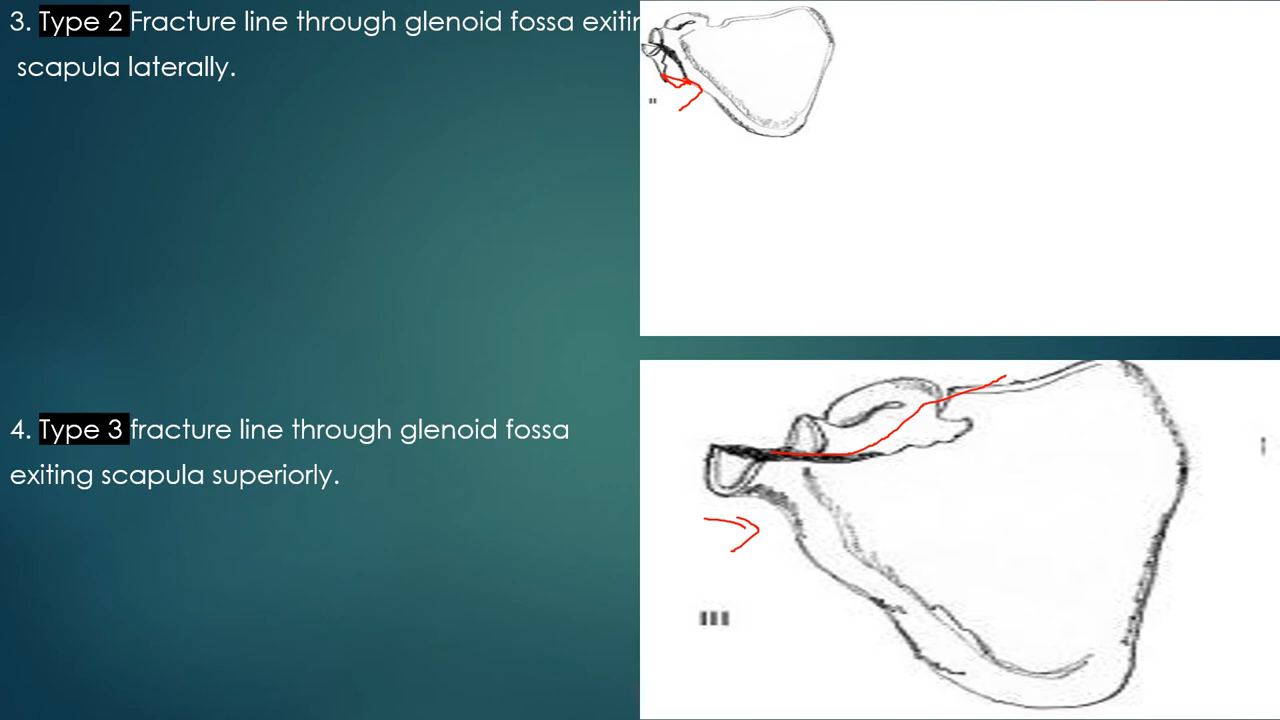 3. Type 2 Fracture line through glenoid fossa
scapula laterally.
II
4. Type 3 fracture line through glenoid fossa
exiting scapula superiorly.
III